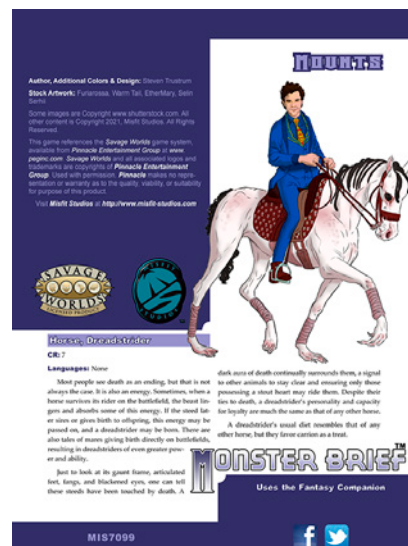 Mounts
Author, Additional Colors & Design: Steven Trustrum
Stock Artwork: Funarossa, Warm Tail, EtherMary, Selin
Serhii
Some images are Copyright www.shutterstock.com. All
other content is Copyright 2021, Misfit Studios. All Rights
Reserved.
This game references the Savage Worlds game system,
available from Pinnacle Entertainment Group at www.
peginc.com. Savage Worlds and all associated logos and
trademarks are copyrights of Pinnacle Entertainment
Group. Used with permission. Pinnacle makes no repre-
sentation or warranty as to the quality, viability, or suitability
for purpose of this product.
Visit Misfit Studios at http://www.misfit-studios.com
SAVAGE
WORLDS
LICENSED PRODUCT
MISFIT
STUDIOS
Horse, Dreadstrider
CR: 7
Languages: None
Most people see death as an ending, but that is not
always the case. It is also an energy. Sometimes, when a
horse survives its rider on the battlefield, the beast lin-
gers and absorbs some of this energy. If the steed lat-
er sires or gives birth to offspring, this energy may be
passed on, and a dreadstrider may be born. There are
also tales of mares giving birth directly on battlefields,
resulting in dreadstriders of even greater pow-
er and ability.
Just to look at its gaunt frame, articulated
feet, fangs, and blackened eyes, one can tell
these steeds have been touched by death. A
dark aura of death continually surrounds them, a signal
to other animals to stay clear and ensuring only those
possessing a stout heart may ride them. Despite their
ties to death, a dreadstrider's personality and capacity
for loyalty are much the same as that of any other horse.
A dreadstrider's usual diet resembles that of any
other horse, but they favor carrion as a treat.
Monster Brief™
Uses the Fantasy Companion
MIS7099